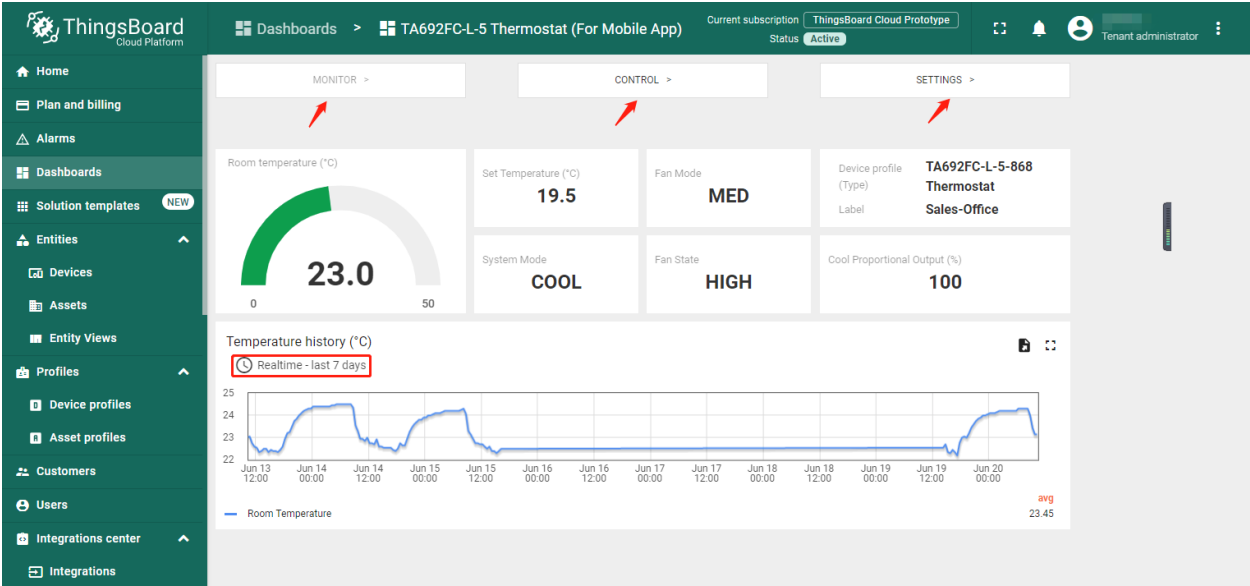 ThingsBoard
Cloud Platform
Dashboards > TA692FC-L-5 Thermostat (For Mobile App)
Current subscription ThingsBoard Cloud Prototype
Status Active
Tenant administrator
Home
Plan and billing
Alarms
Dashboards
Solution templates NEW
Entities
Devices
Assets
Entity Views
Profiles
D Device profiles
A Asset profiles
Customers
Users
Integrations center
Integrations
MONITOR >
CONTROL >
SETTINGS >
Room temperature (°C)
23.0
0 50
Set Temperature (°C)
19.5
Fan Mode
MED
Device profile (Type) TA692FC-L-5-868 Thermostat
Label Sales-Office
System Mode
COOL
Fan State
HIGH
Cool Proportional Output (%)
100
Temperature history (°C)
Realtime - last 7 days
25
24
23
22
Jun 13 12:00
Jun 14 00:00
Jun 14 12:00
Jun 15 00:00
Jun 15 12:00
Jun 16 00:00
Jun 16 12:00
Jun 17 00:00
Jun 17 12:00
Jun 18 00:00
Jun 18 12:00
Jun 19 00:00
Jun 19 12:00
Jun 20 00:00
avg
Room Temperature 23.45